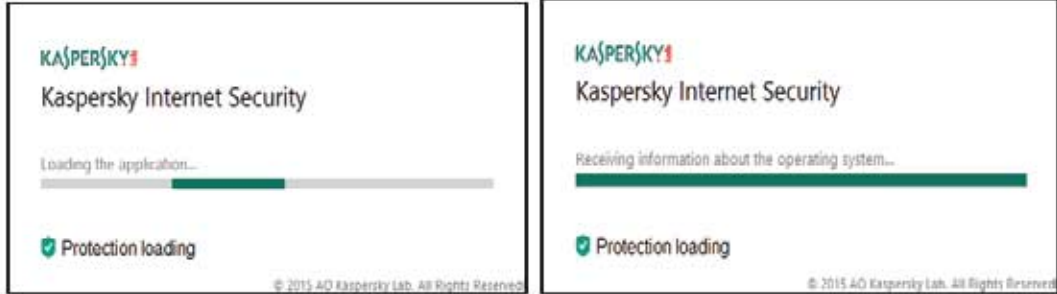 KASPERSKY
Kaspersky Internet Security
Loading the application...
Protection loading
© 2015 AO Kaspersky Lab. All Rights Reserved
KASPERSKY
Kaspersky Internet Security
Receiving information about the operating system...
Protection loading
© 2015 AO Kaspersky Lab. All Rights Reserved